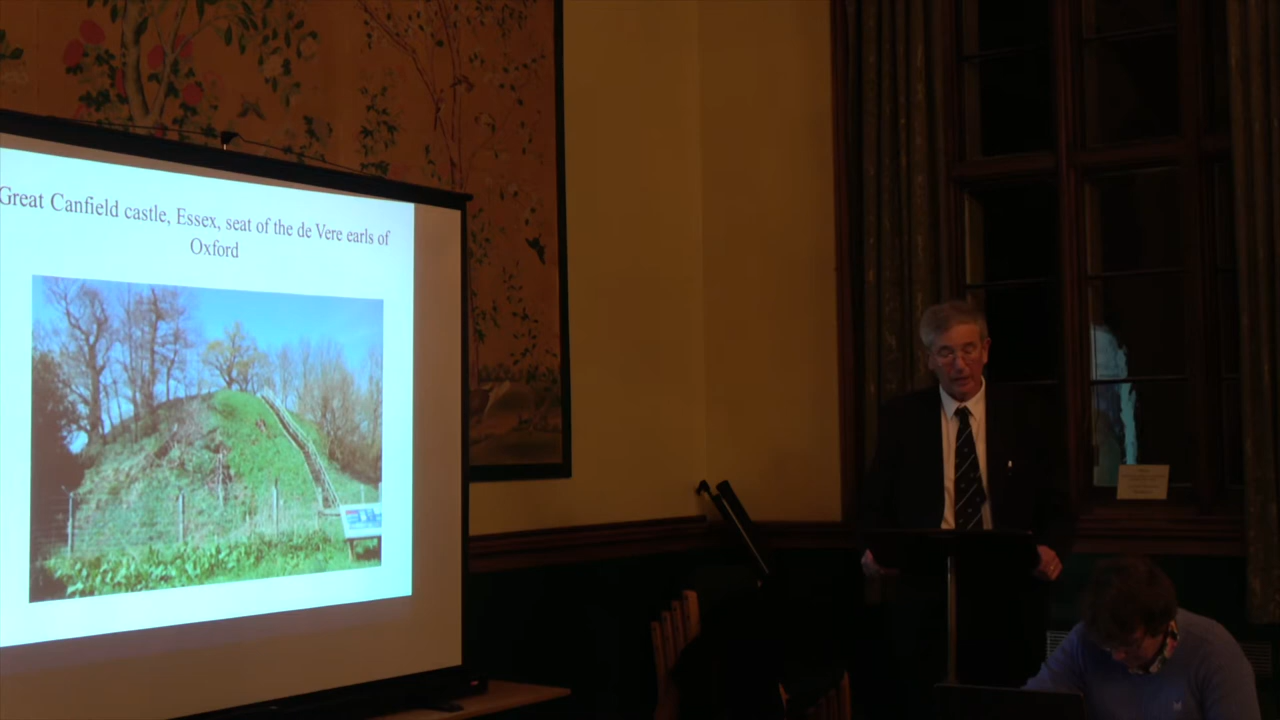 Great Canfield castle, Essex, seat of the de Vere earls of
Oxford